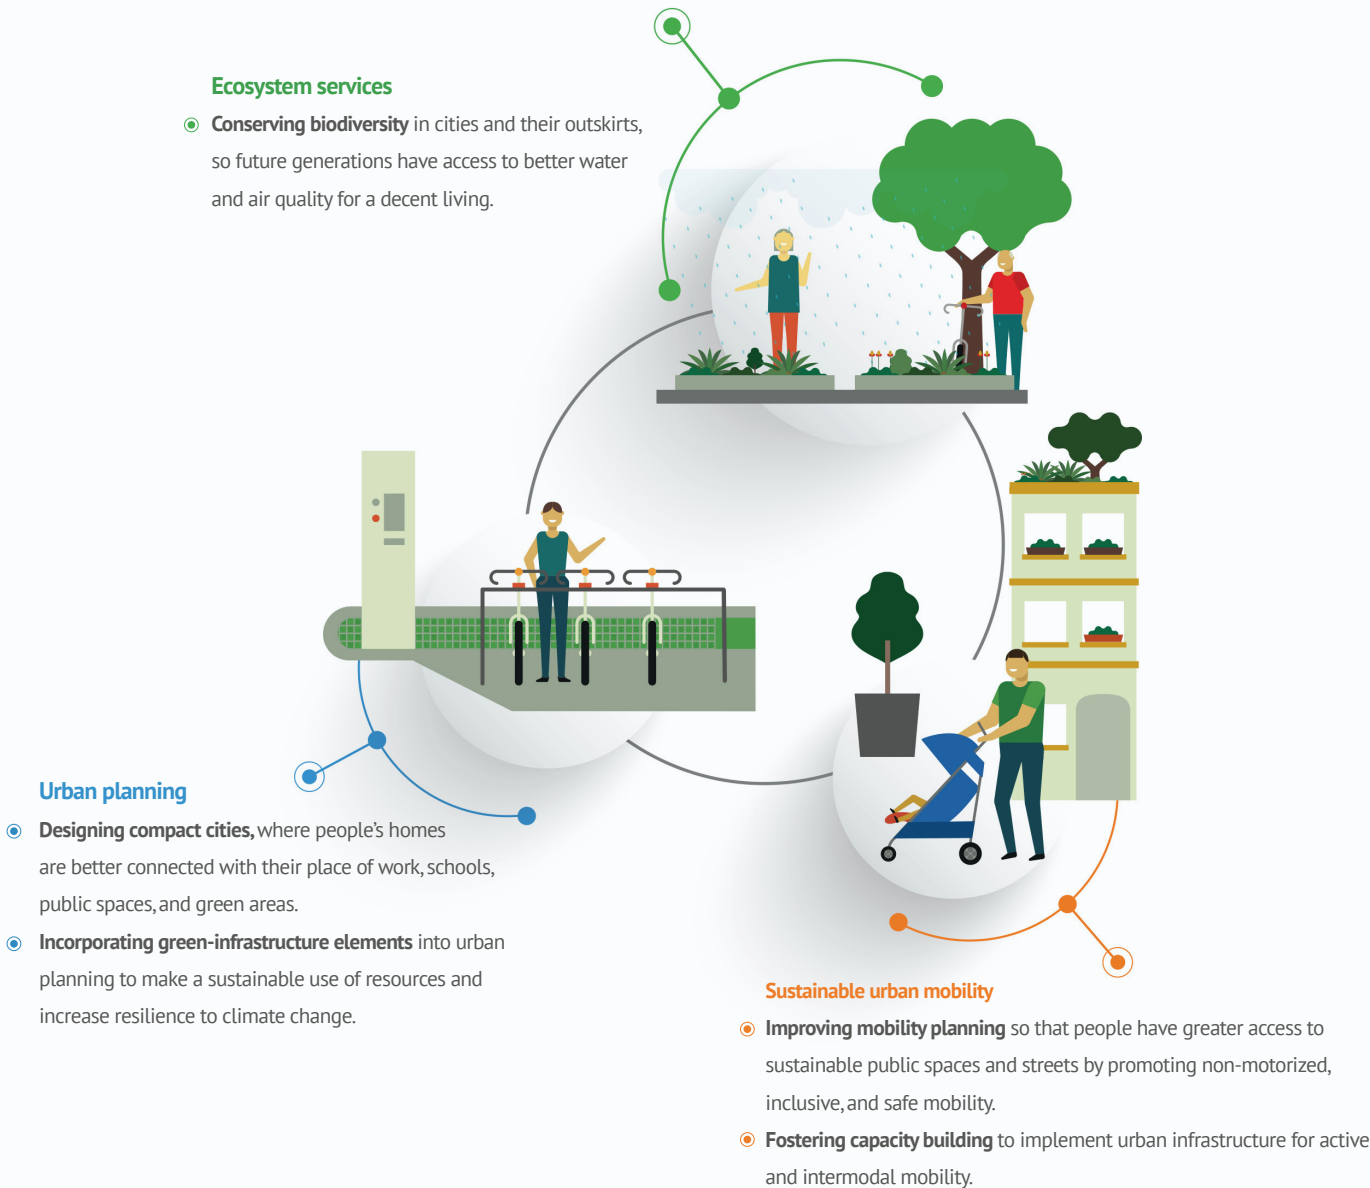 Ecosystem services
Conserving biodiversity in cities and their outskirts,
so future generations have access to better water
and air quality for a decent living.
Urban planning
Designing compact cities, where people’s homes
are better connected with their place of work, schools,
public spaces, and green areas.
Incorporating green-infrastructure elements into urban
planning to make a sustainable use of resources and
increase resilience to climate change.
Sustainable urban mobility
Improving mobility planning so that people have greater access to
sustainable public spaces and streets by promoting non-motorized,
inclusive, and safe mobility.
Fostering capacity building to implement urban infrastructure for active
and intermodal mobility.